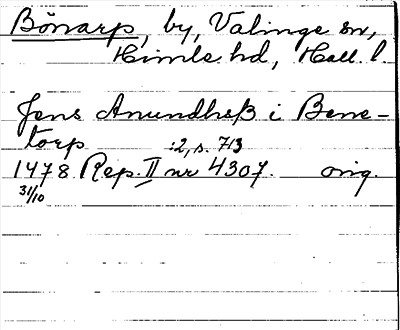 Bönarp, by, Valinge sn,
Himle hd, Hall. l.
Jens Anundhsß i Bene-
torp :2, s. 713
1478 Rep. II nr 4307. orig.
31/10